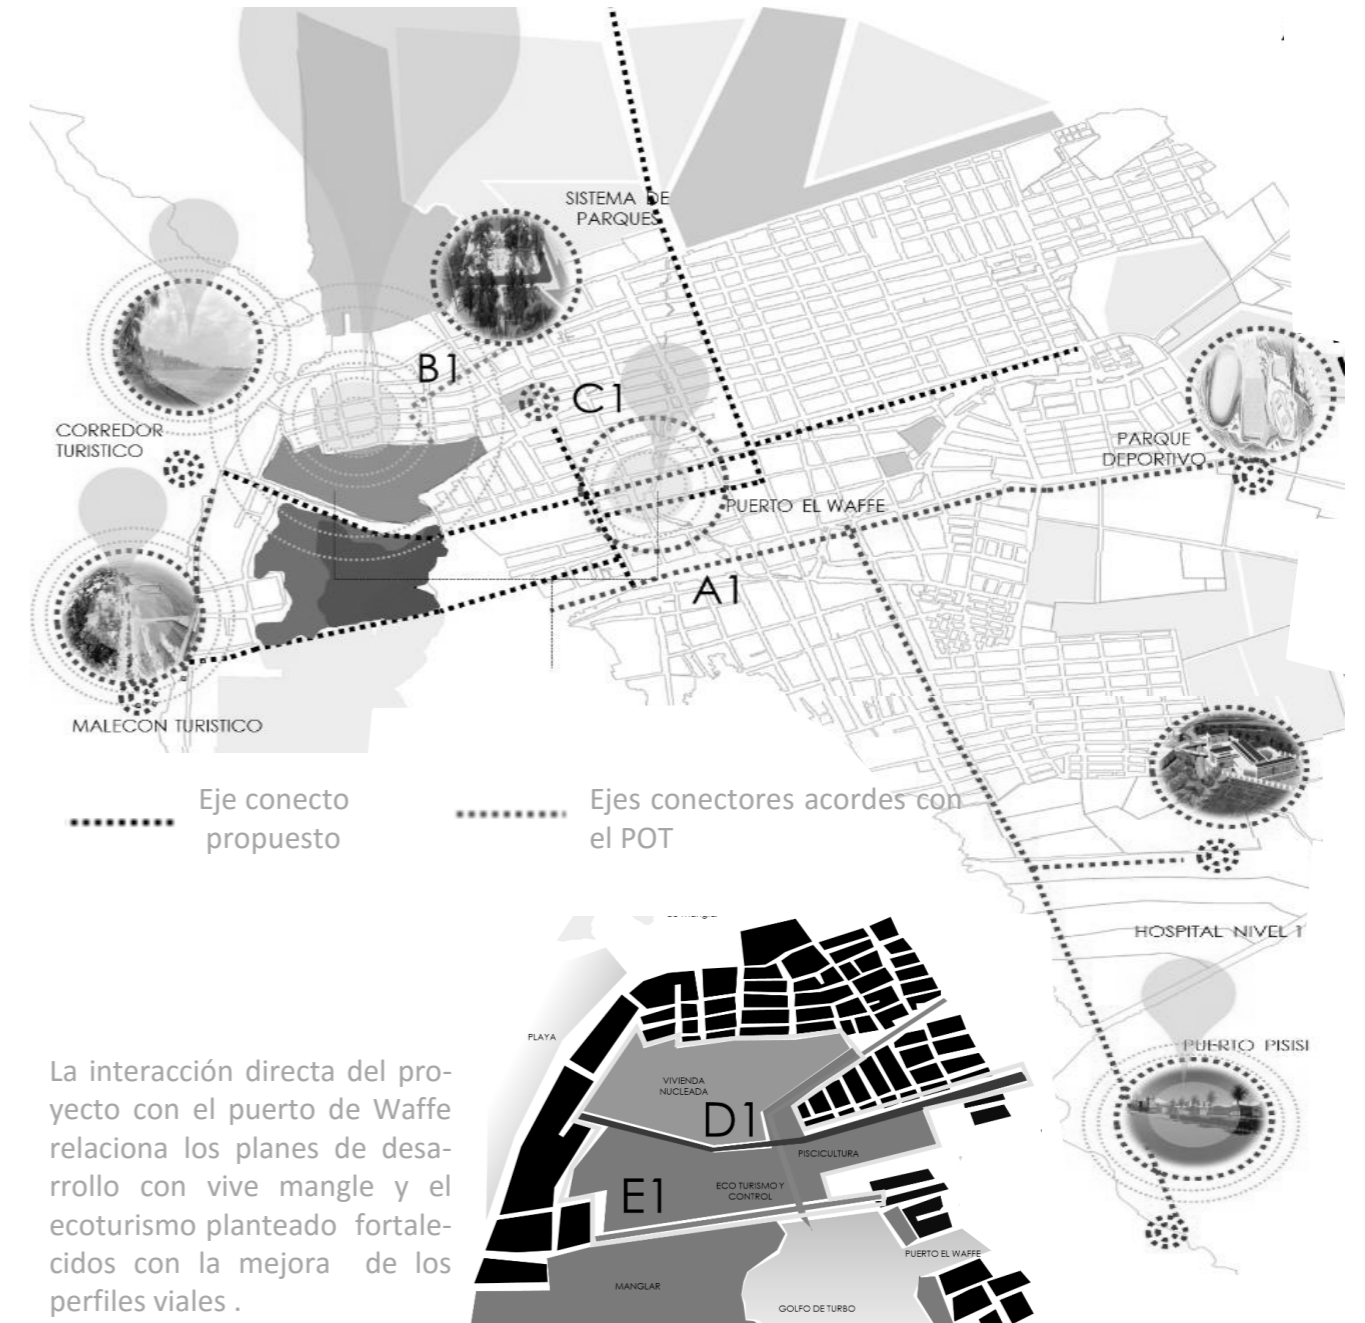 SISTEMA DE
PARQUES
B1
C1
CORREDOR
TURISTICO
PARQUE
DEPORTIVO
PUERTO EL WAFFE
A1
MALECON TURISTICO
Eje conecto
propuesto
Ejes conectores acordes con
el POT
HOSPITAL NIVEL 1
PUERTO PISISI
La interacción directa del pro-
yecto con el puerto de Waffe
relaciona los planes de desa-
rrollo con vive mangle y el
ecoturismo planteado fortale-
cidos con la mejora de los
perfiles viales .
PLAYA
VIVIENDA
NUCLEADA
D1
PISCICULTURA
ECO TURISMO Y
CONTROL
E1
PUERTO EL WAFFE
MANGLAR
GOLFO DE TURBO